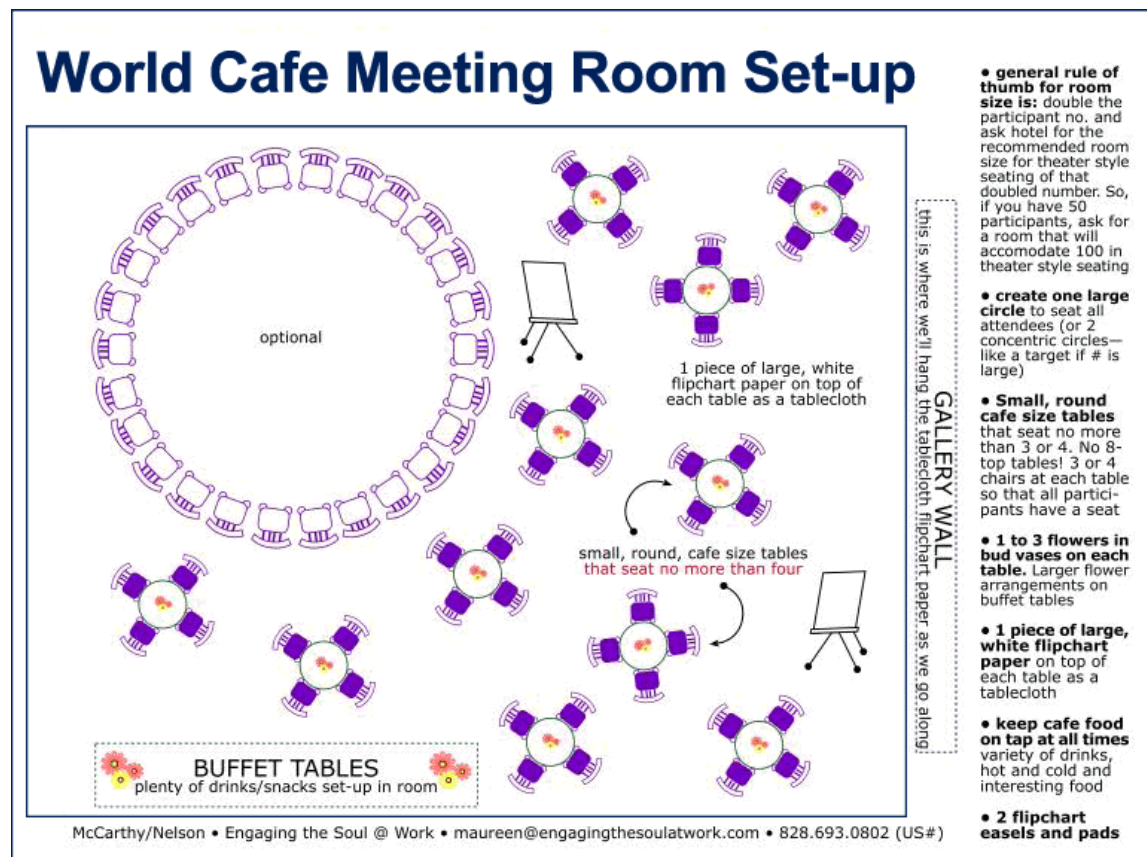 World Cafe Meeting Room Set-up
optional
1 piece of large, white
flipchart paper on top of
each table as a tablecloth
small, round, cafe size tables
that seat no more than four
BUFFET TABLES
plenty of drinks/snacks set-up in room
GALLERY WALL
this is where we'll hang the tablecloth flipchart paper as we go along
• general rule of
thumb for room
size is: double the
participant no. and
ask hotel for the
recommended room
size for theater style
seating of that
doubled number. So,
if you have 50
participants, ask for
a room that will
accomodate 100 in
theater style seating
• create one large
circle to seat all
attendees (or 2
concentric circles—
like a target if # is
large)
• Small, round
cafe size tables
that seat no more
than 3 or 4. No 8-
top tables! 3 or 4
chairs at each table
so that all partici-
pants have a seat
• 1 to 3 flowers in
bud vases on each
table. Larger flower
arrangements on
buffet tables
• 1 piece of large,
white flipchart
paper on top of
each table as a
tablecloth
• keep cafe food
on tap at all times
variety of drinks,
hot and cold and
interesting food
• 2 flipchart
easels and pads
McCarthy/Nelson • Engaging the Soul @ Work • maureen@engagingthesoulatwork.com • 828.693.0802 (US#)